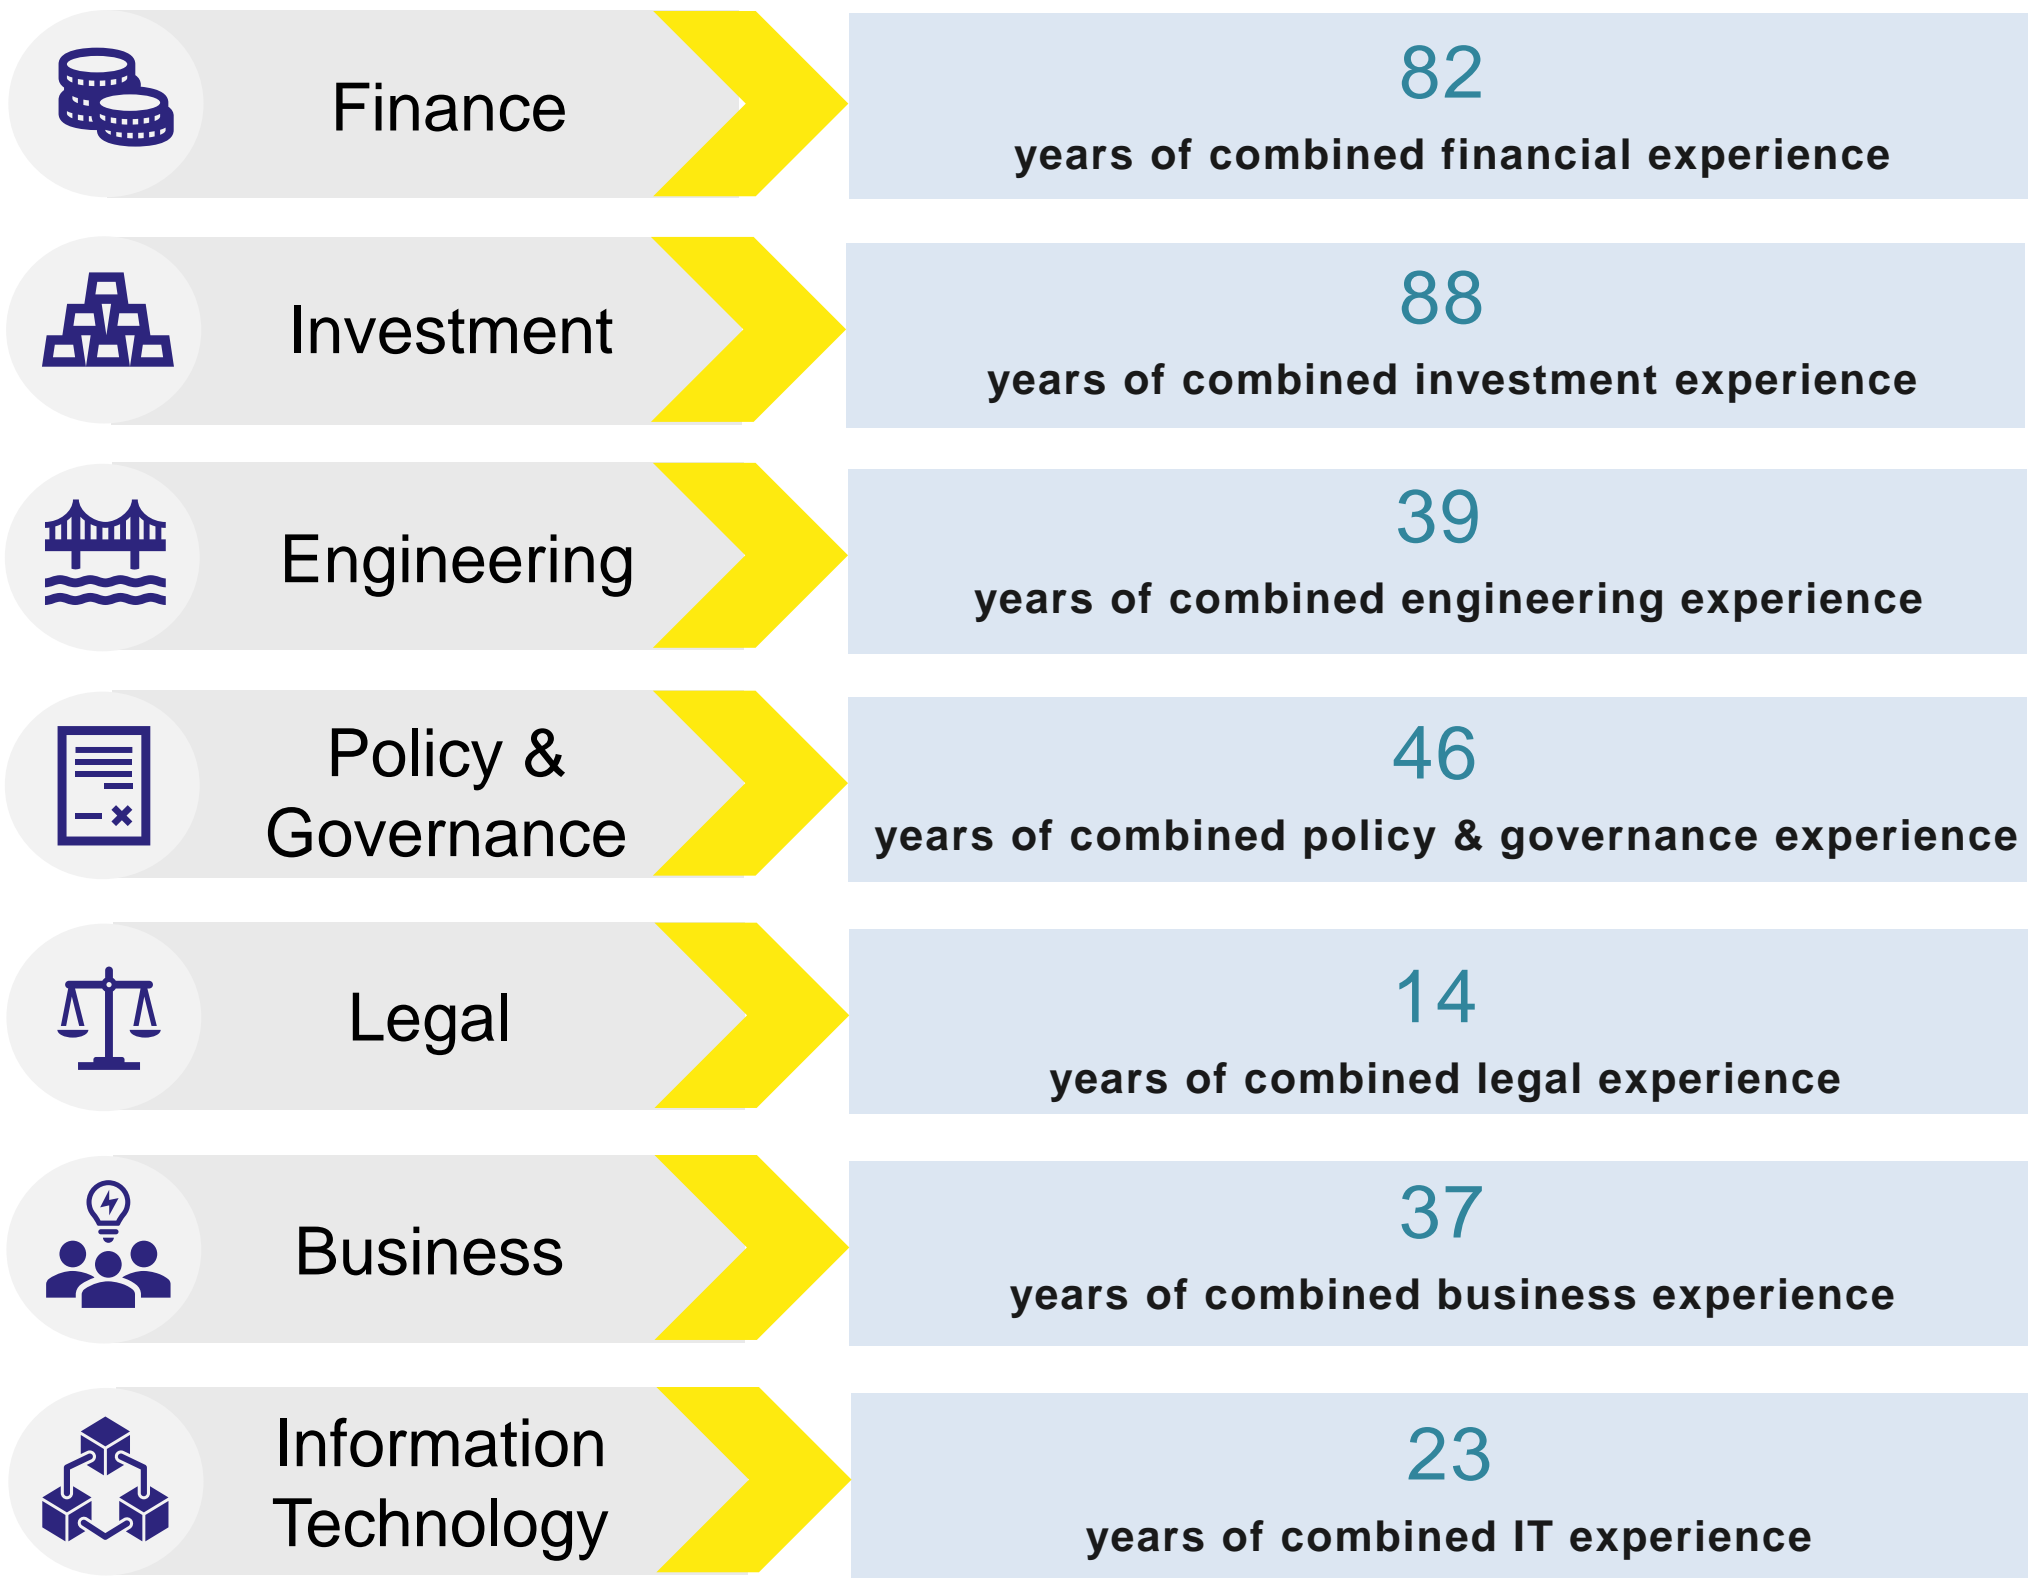 Finance
82
years of combined financial experience
Investment
88
years of combined investment experience
Engineering
39
years of combined engineering experience
Policy &
Governance
46
years of combined policy & governance experience
Legal
14
years of combined legal experience
Business
37
years of combined business experience
Information
Technology
23
years of combined IT experience